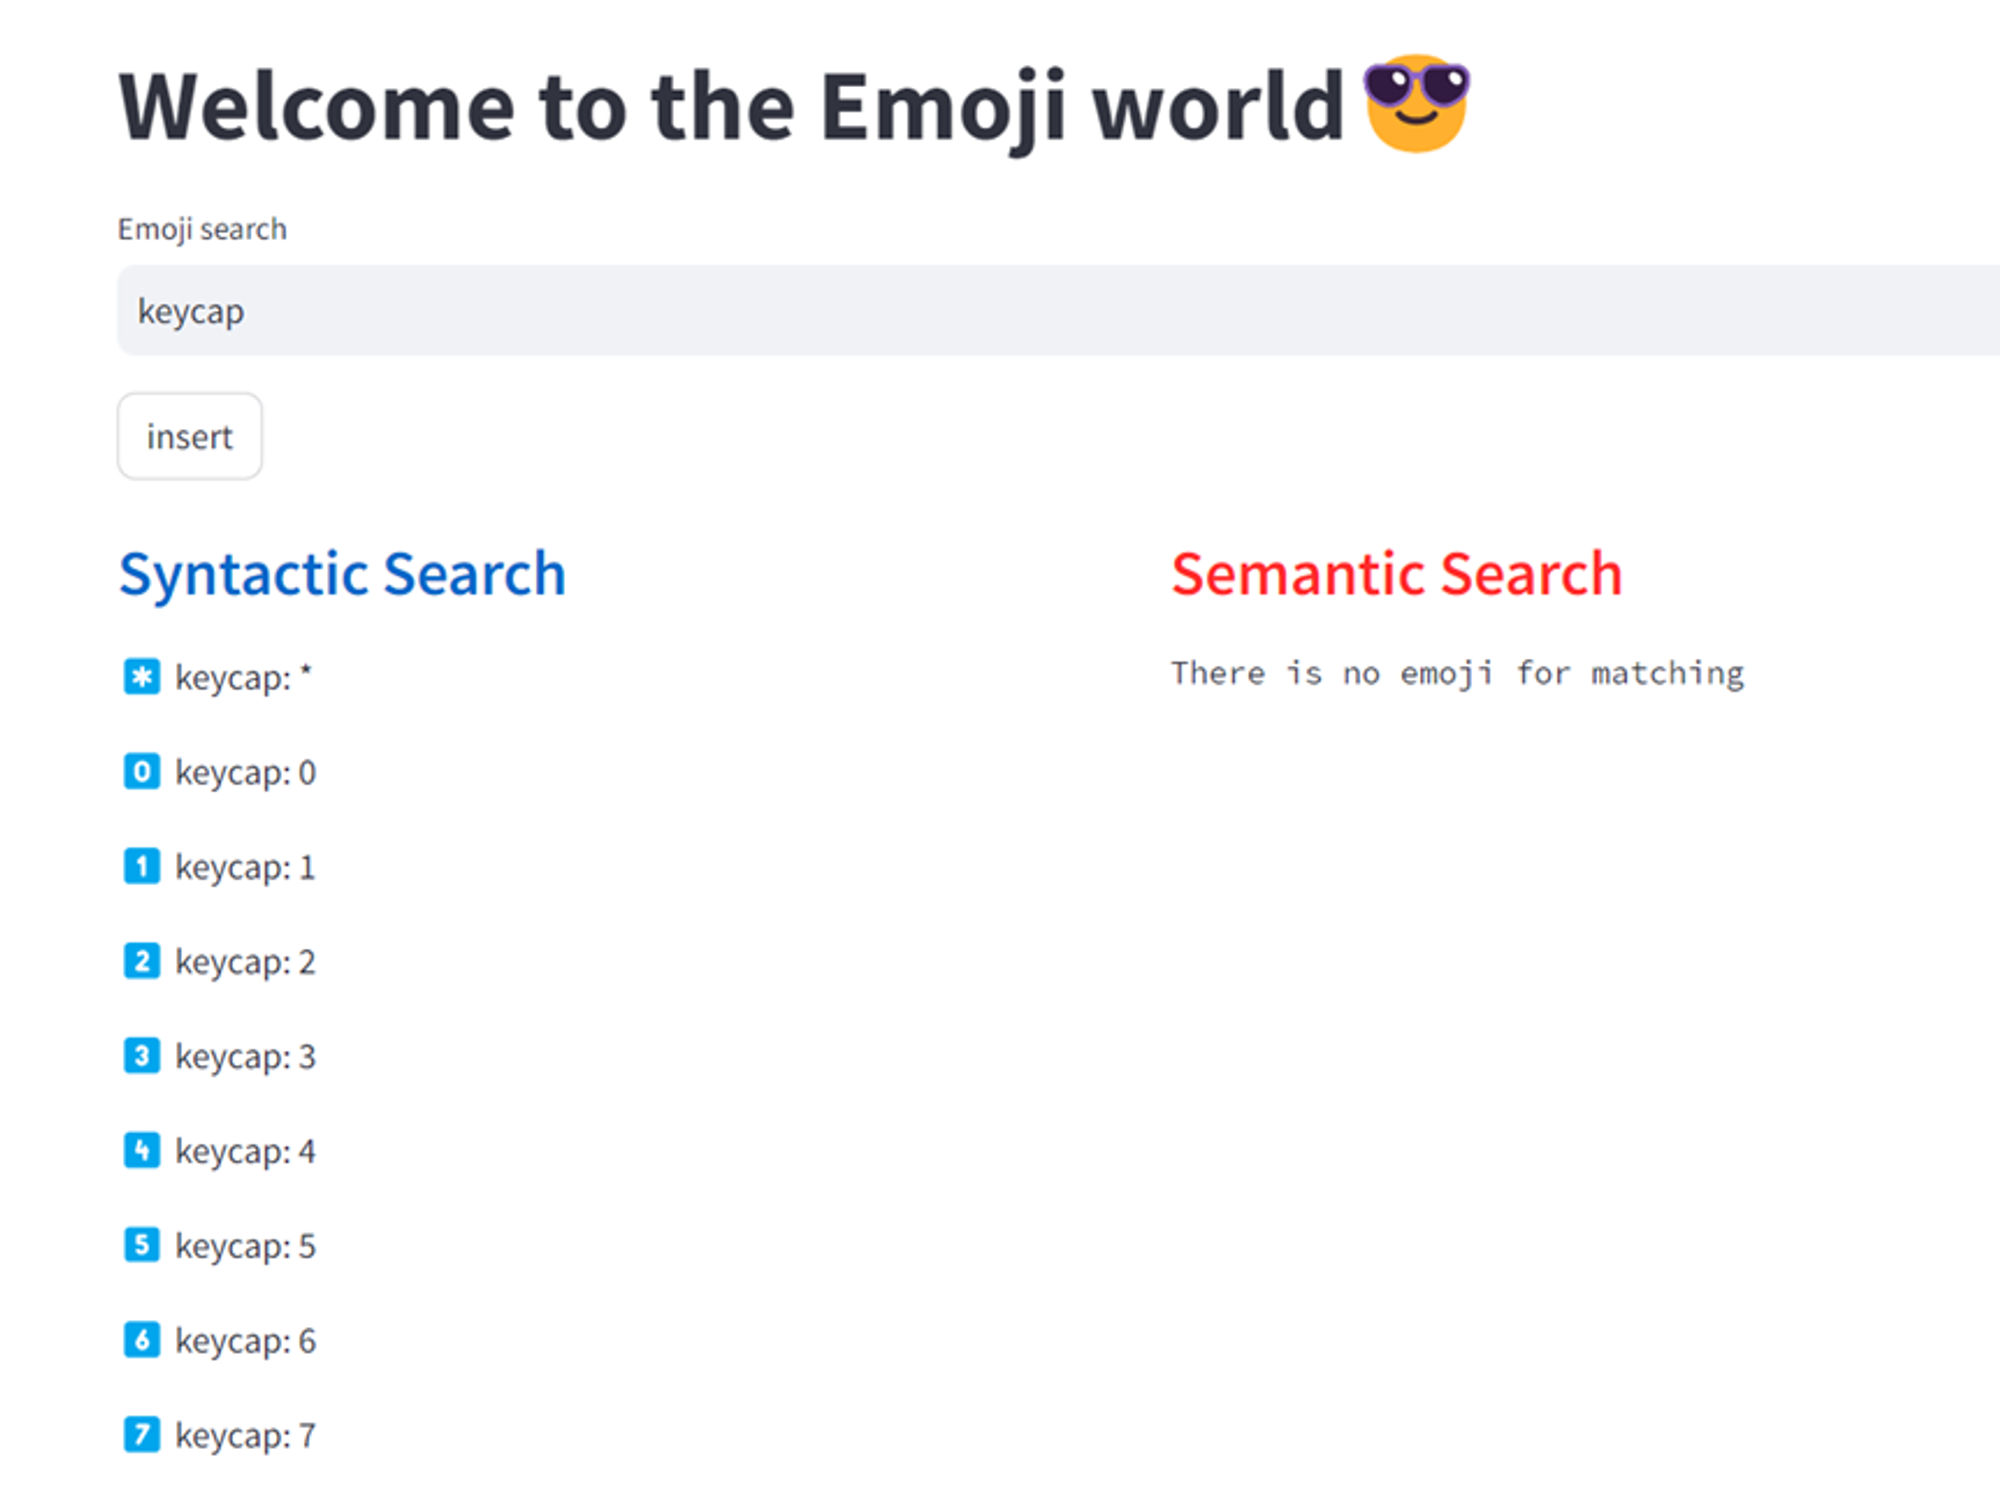 Welcome to the Emoji world 😎
Emoji search
keycap
insert
Syntactic Search
*️⃣ keycap: *
0️⃣ keycap: 0
1️⃣ keycap: 1
2️⃣ keycap: 2
3️⃣ keycap: 3
4️⃣ keycap: 4
5️⃣ keycap: 5
6️⃣ keycap: 6
7️⃣ keycap: 7
Semantic Search
There is no emoji for matching